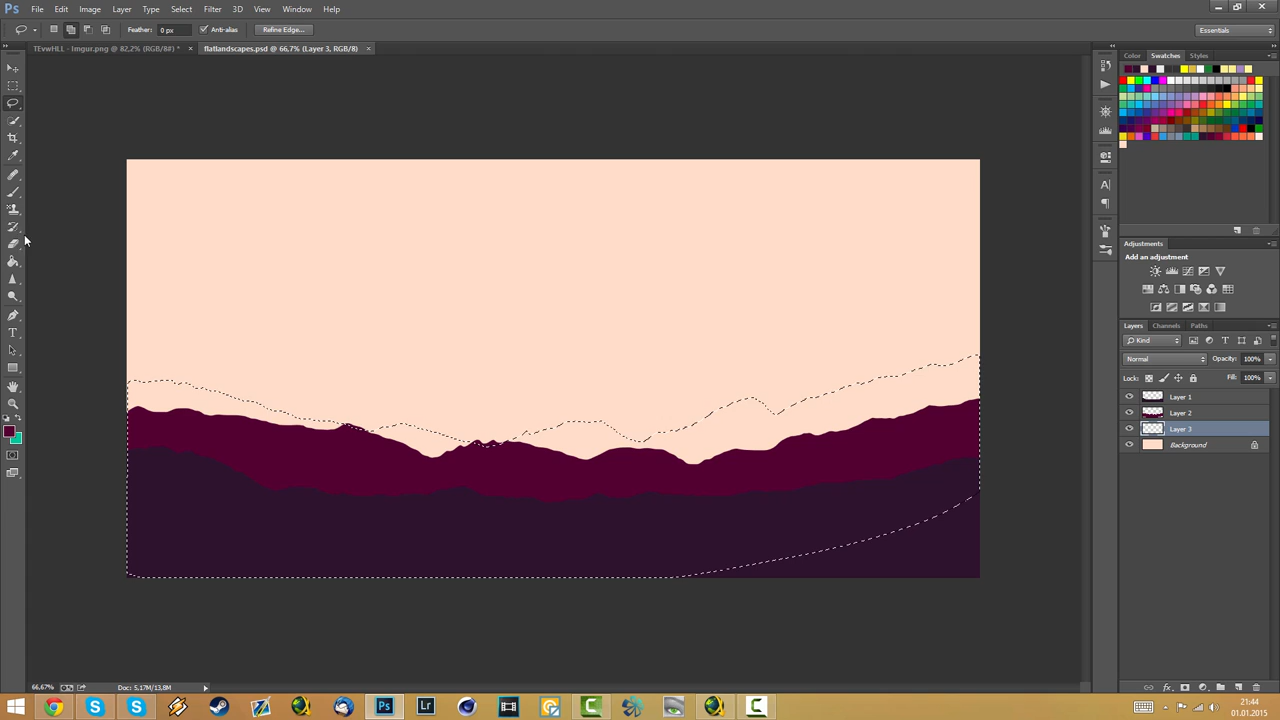 Ps File Edit Image Layer Type Select Filter 3D View Window Help
Feather: 0 px Anti-alias Refine Edge... Essentials
TEvwHLL - Imgur.png @ 82,2% (RGB/8#) * × flatlandscapes.psd @ 66,7% (Layer 3, RGB/8) ×
Color Swatches Styles
Adjustments
Add an adjustment
Layers Channels Paths
Kind
Normal Opacity: 100%
Lock: Fill: 100%
Layer 1
Layer 2
Layer 3
Background
66,67% Doc: 5,17M/13,8M
Ps Lr
21:44
01.01.2015